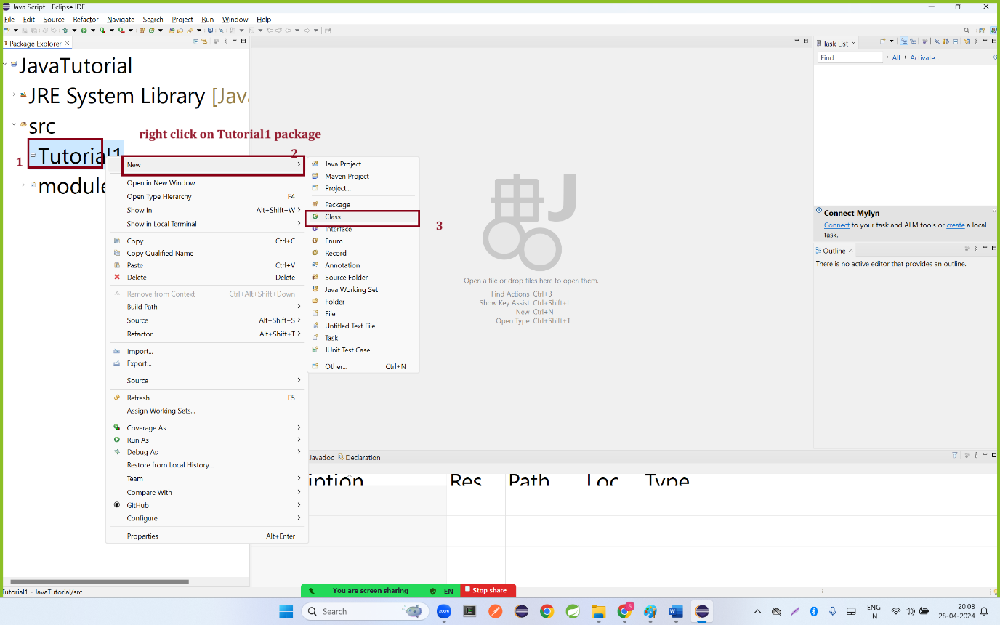 Java Script - Eclipse IDE
File Edit Source Refactor Navigate Search Project Run Window Help
Package Explorer
JavaTutorial
JRE System Library [Java
src
right click on Tutorial1 package
1 Tutorial1
2
module
New
Open in New Window
Open Type Hierarchy F4
Show In Alt+Shift+W
Show in Local Terminal
Copy Ctrl+C
Copy Qualified Name
Paste Ctrl+V
Delete Delete
Remove from Context Ctrl+Alt+Shift+Down
Build Path
Source Alt+Shift+S
Refactor Alt+Shift+T
Import...
Export...
Source
Refresh F5
Assign Working Sets...
Coverage As
Run As
Debug As
Restore from Local History...
Team
Compare With
GitHub
Configure
Properties Alt+Enter
Java Project
Maven Project
Project...
Package
Class
3
Interface
Enum
Record
Annotation
Source Folder
Java Working Set
Folder
File
Untitled Text File
Task
JUnit Test Case
Other... Ctrl+N
J
Open a file or drop files here to open them.
Find Actions Ctrl+3
Show Key Assist Ctrl+Shift+L
New Ctrl+N
Open Type Ctrl+Shift+T
Task List
Find All Activate...
Connect Mylyn
Connect to your task and ALM tools or create a local
task.
Outline
There is no active editor that provides an outline.
Javadoc Declaration
iption Res Path Loc Type
Tutorial1 - JavaTutorial/src
You are screen sharing EN Stop share
Search
zoom
ENG
IN
20:08
28-04-2024